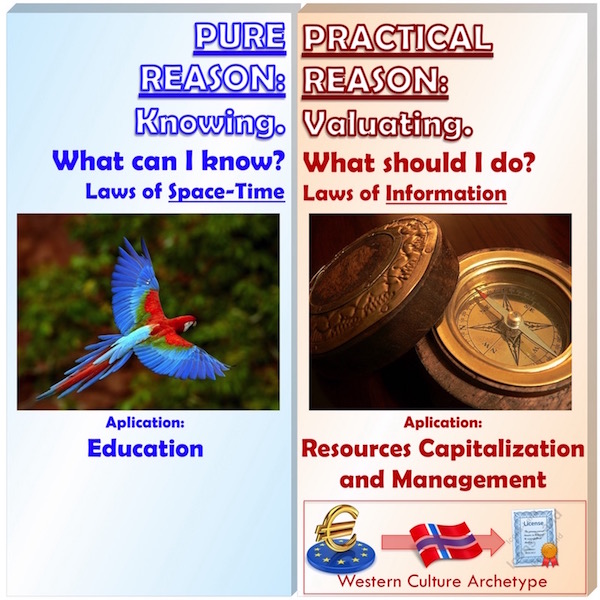 PURE
REASON:
Knowing.
What can I know?
Laws of Space-Time
Aplication:
Education
PRACTICAL
REASON:
Valuating.
What should I do?
Laws of Information
Aplication:
Resources Capitalization
and Management
License
Western Culture Archetype